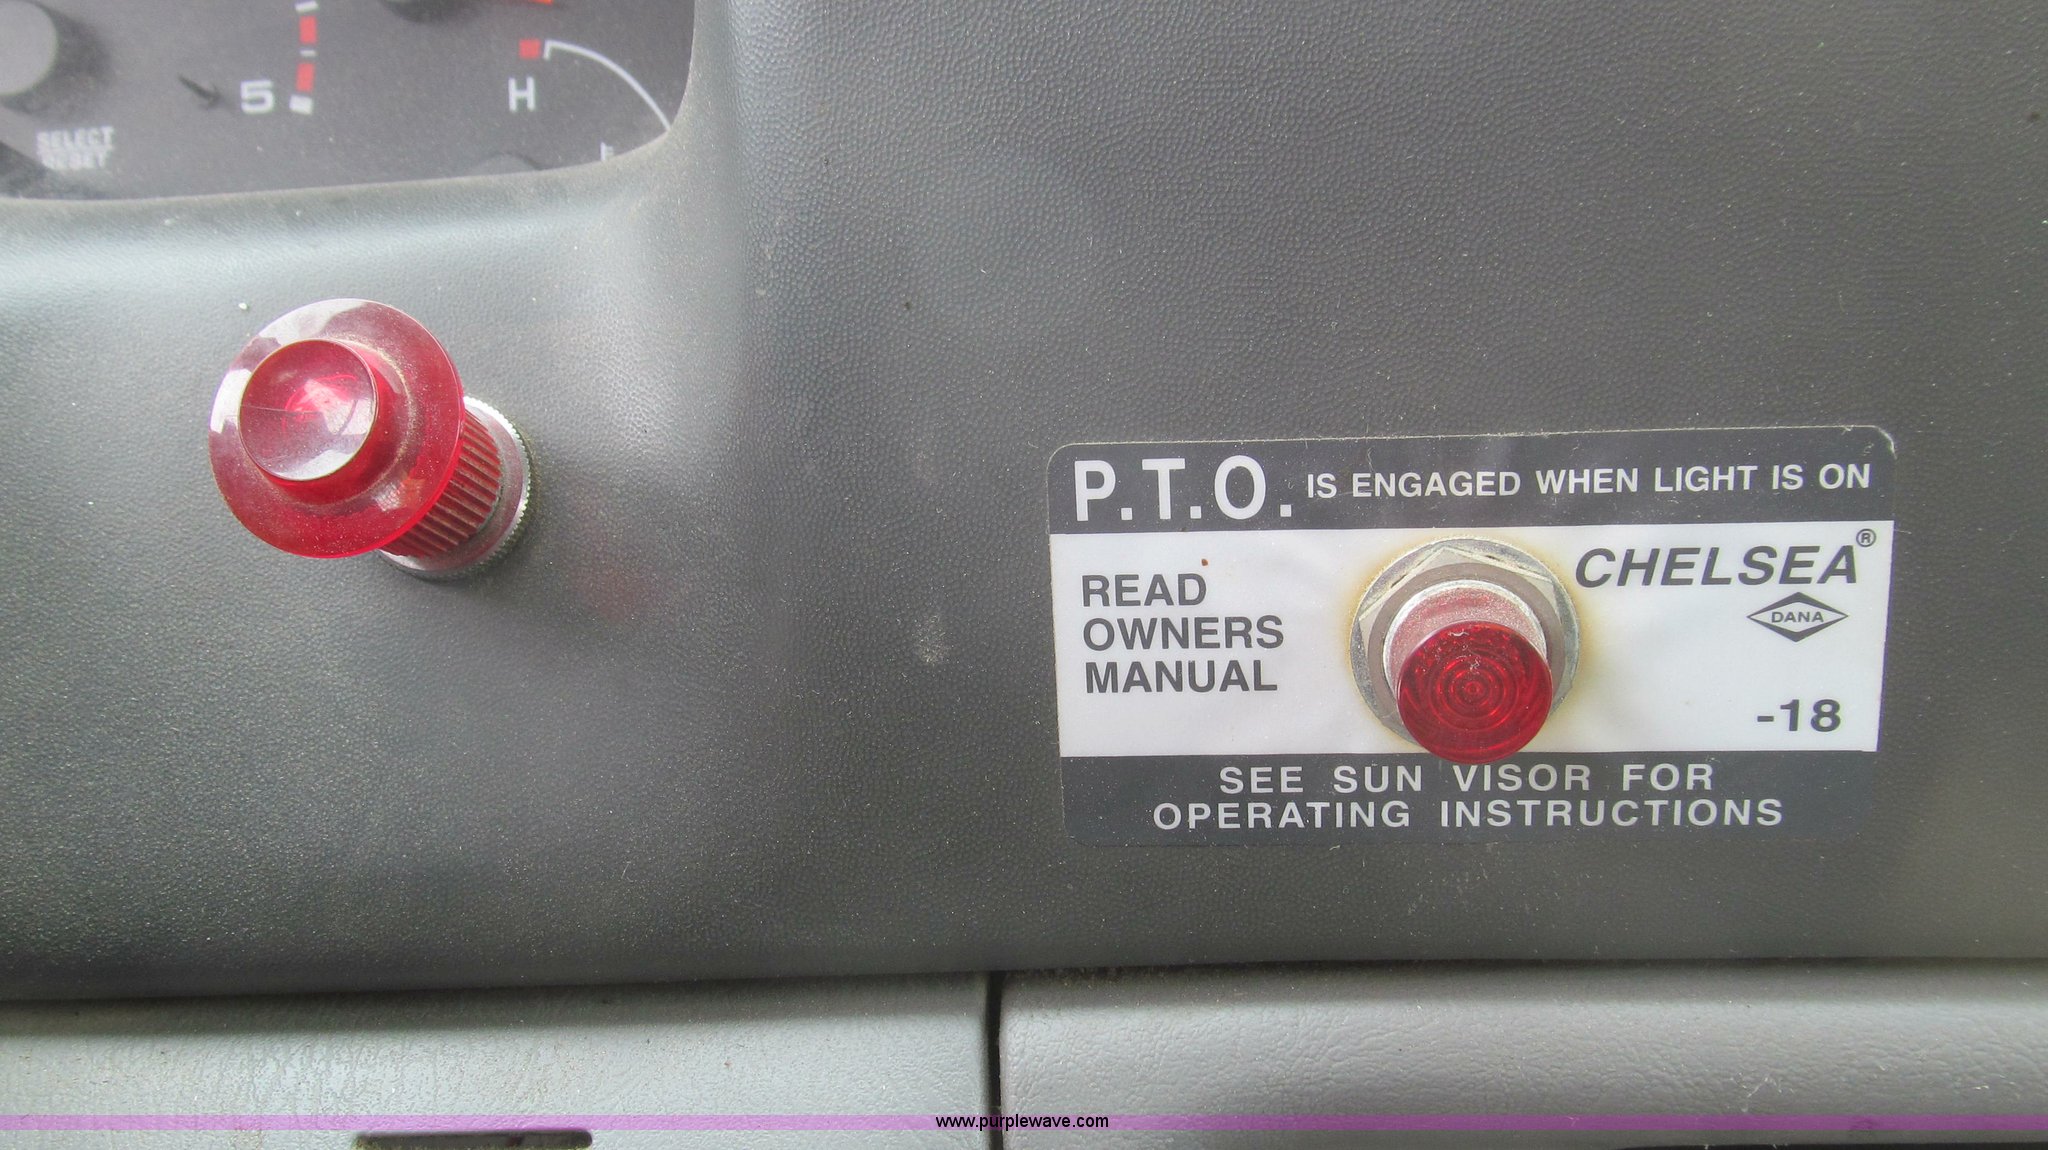 5
H
SELECT
RESET
P.T.O. IS ENGAGED WHEN LIGHT IS ON
READ
OWNERS
MANUAL
CHELSEA®
DANA
-18
SEE SUN VISOR FOR
OPERATING INSTRUCTIONS
www.purplewave.com